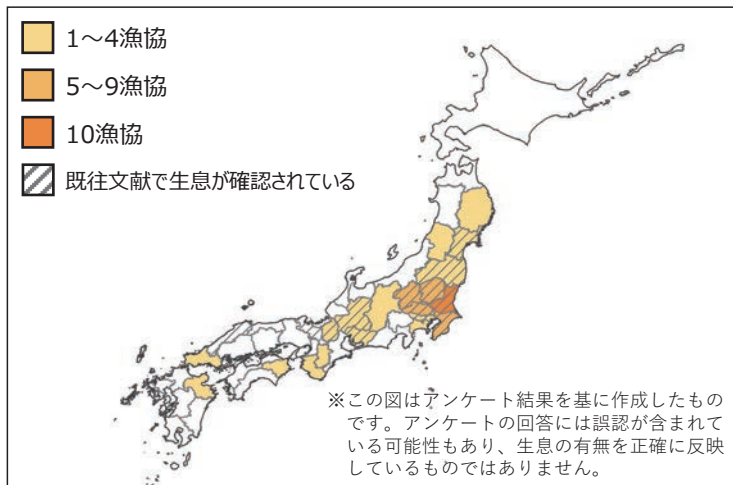 1～4漁協
5～9漁協
10漁協
既往文献で生息が確認されている
※この図はアンケート結果を基に作成したもの
です。アンケートの回答には誤認が含まれて
いる可能性もあり、生息の有無を正確に反映
しているものではありません。